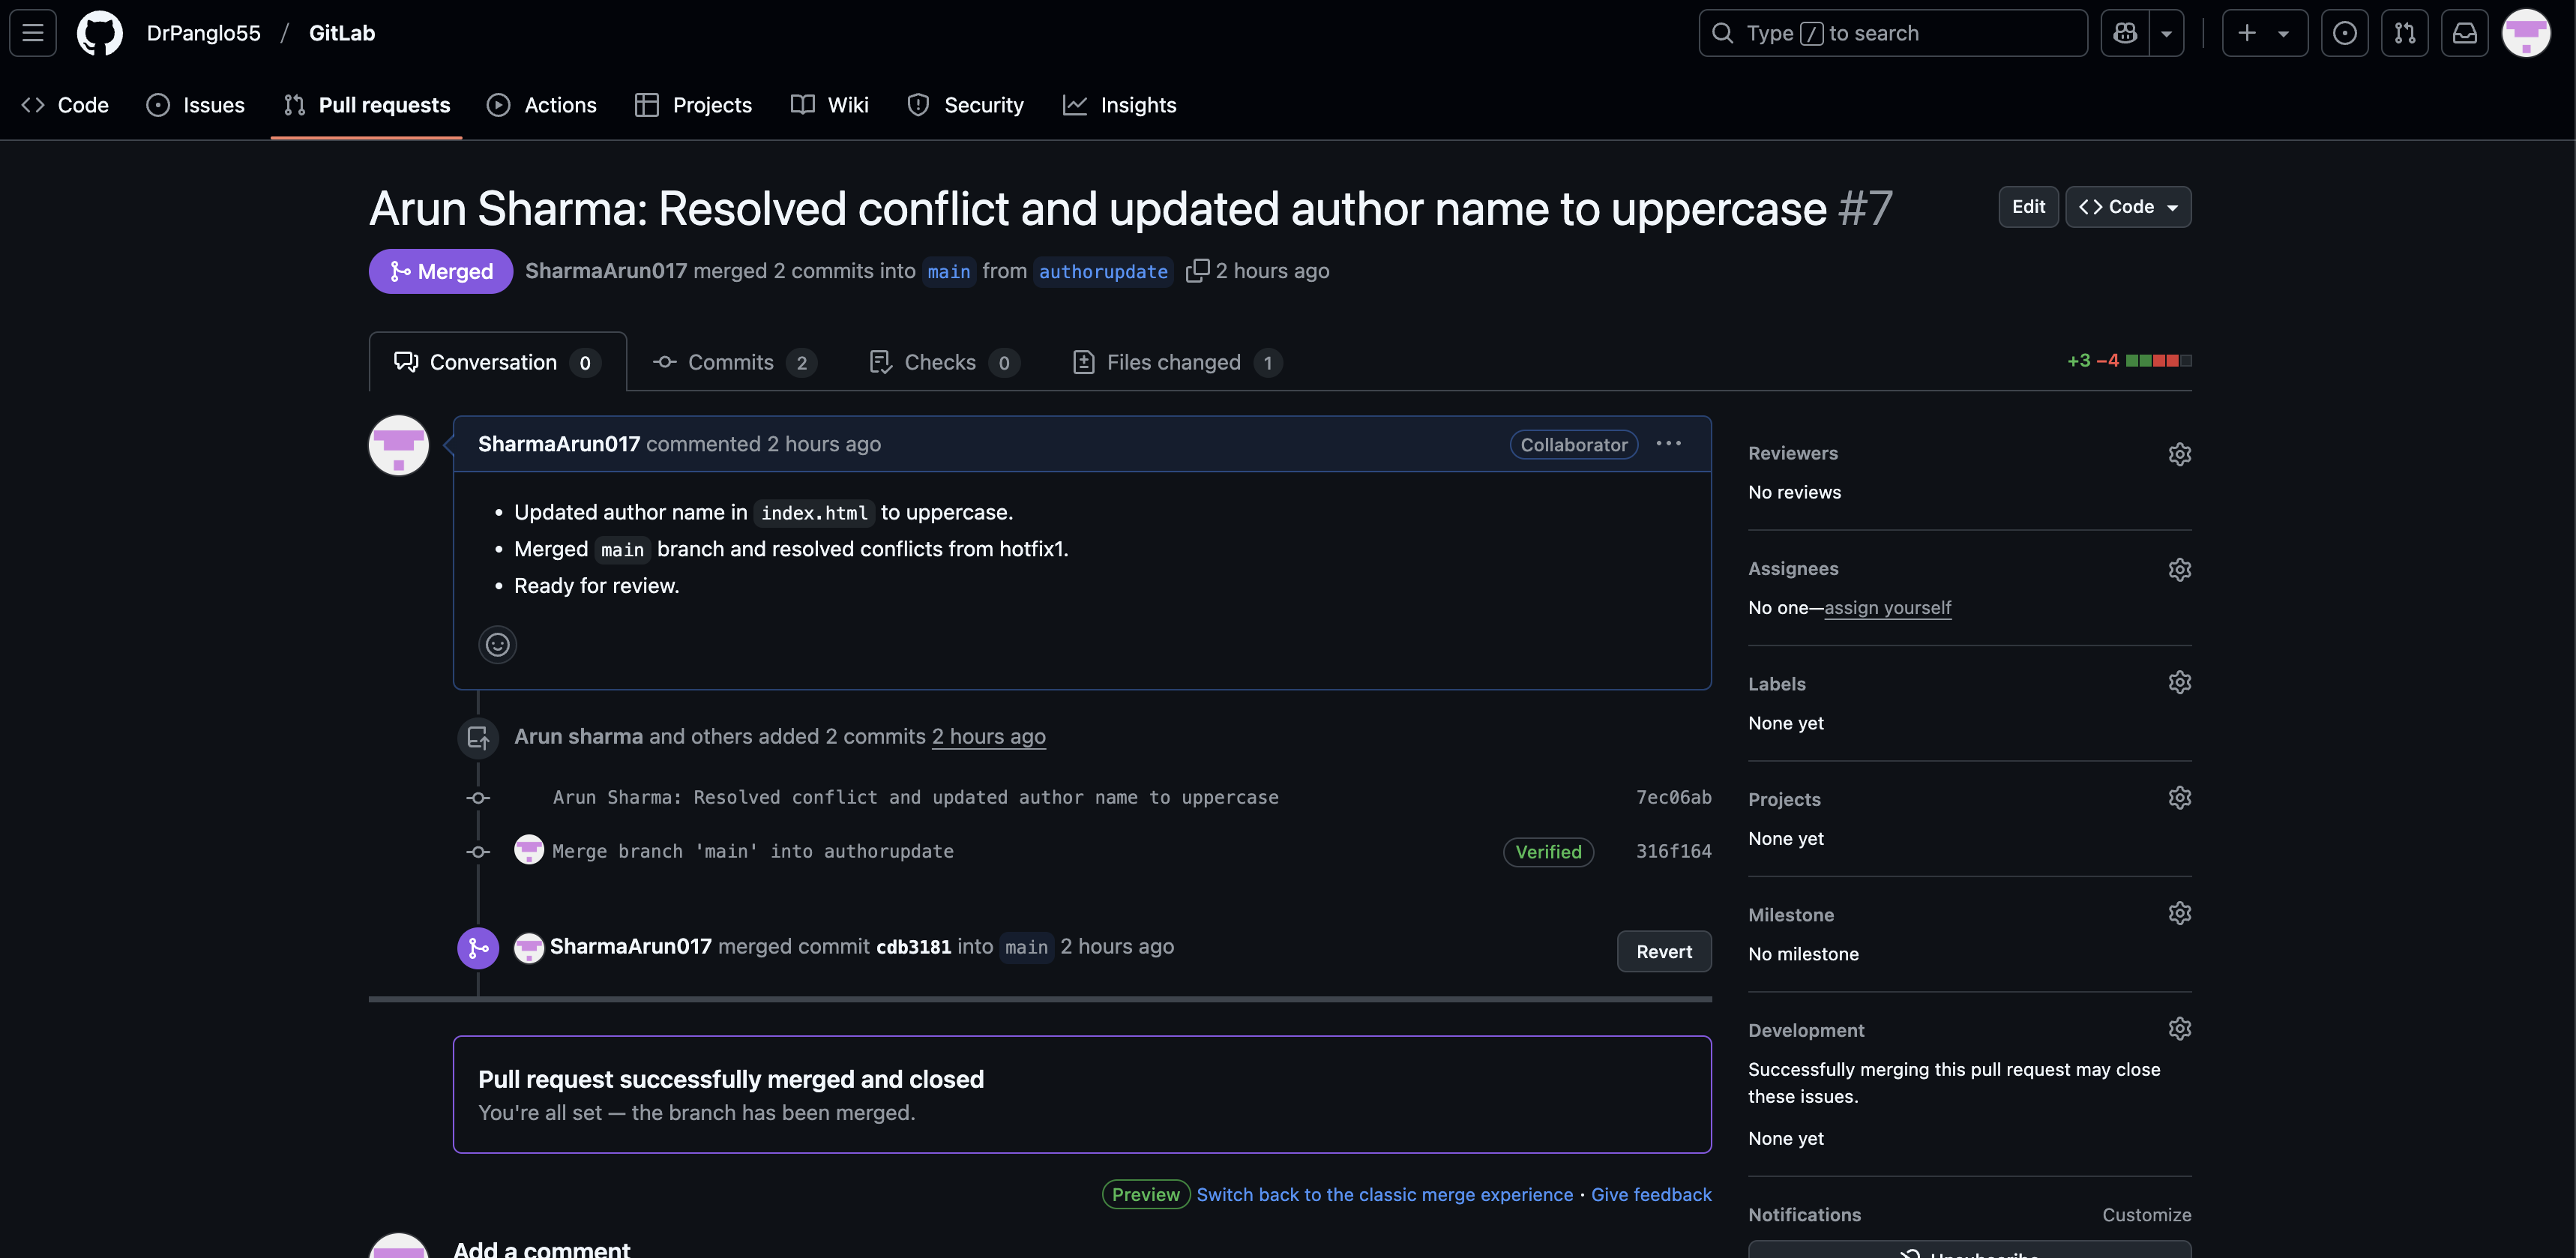 DrPanglo55 / GitLab
Type / to search
Code
Issues
Pull requests
Actions
Projects
Wiki
Security
Insights
Arun Sharma: Resolved conflict and updated author name to uppercase #7
Edit
Code
Merged
SharmaArun017 merged 2 commits into main from authorupdate 2 hours ago
Conversation 0
Commits 2
Checks 0
Files changed 1
+3 −4
SharmaArun017 commented 2 hours ago
Collaborator
• Updated author name in index.html to uppercase.
• Merged main branch and resolved conflicts from hotfix1.
• Ready for review.
Arun sharma and others added 2 commits 2 hours ago
Arun Sharma: Resolved conflict and updated author name to uppercase
7ec06ab
Merge branch 'main' into authorupdate
Verified
316f164
SharmaArun017 merged commit cdb3181 into main 2 hours ago
Revert
Pull request successfully merged and closed
You're all set — the branch has been merged.
Preview Switch back to the classic merge experience · Give feedback
Add a comment
Reviewers
No reviews
Assignees
No one—assign yourself
Labels
None yet
Projects
None yet
Milestone
No milestone
Development
Successfully merging this pull request may close
these issues.
None yet
Notifications
Customize
Unsubscribe